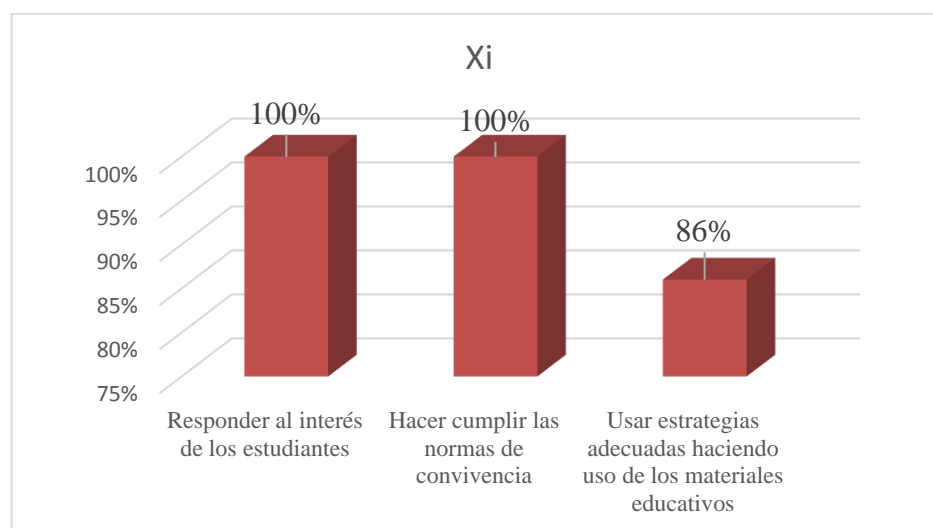 Xi
100%
100%
86%
100%
95%
90%
85%
80%
75%
Responder al interés
de los estudiantes
Hacer cumplir las
normas de
convivencia
Usar estrategias
adecuadas haciendo
uso de los materiales
educativos